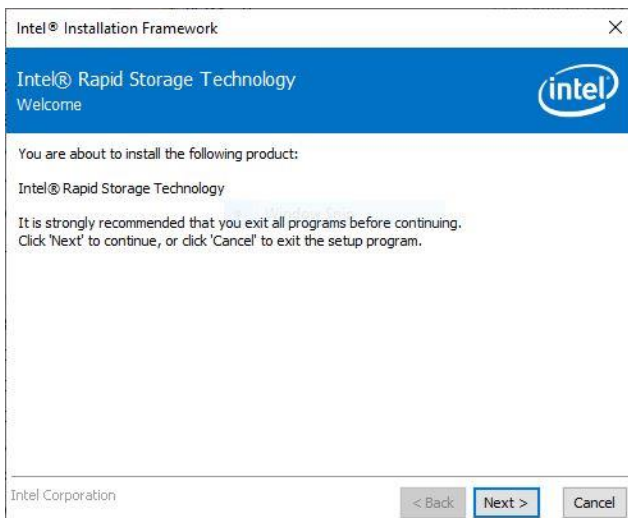 Intel® Installation Framework
Intel® Rapid Storage Technology
Welcome
intel
You are about to install the following product:
Intel® Rapid Storage Technology
It is strongly recommended that you exit all programs before continuing.
Click 'Next' to continue, or click 'Cancel' to exit the setup program.
Intel Corporation
< Back
Next >
Cancel